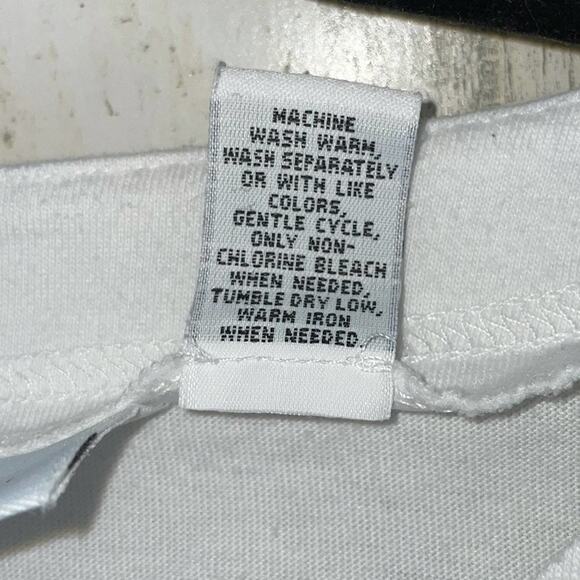 MACHINE
WASH WARM,
WASH SEPARATELY
OR WITH LIKE
COLORS,
GENTLE CYCLE,
ONLY NON-
CHLORINE BLEACH
WHEN NEEDED,
TUMBLE DRY LOW,
WARM IRON
WHEN NEEDED.